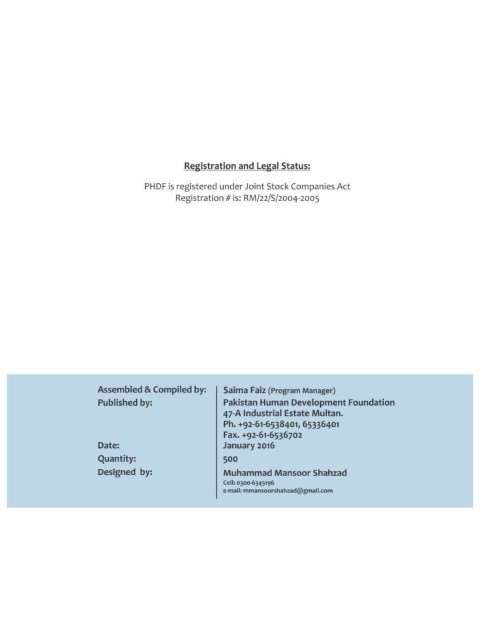 Registration and Legal Status:
PHDF is registered under Joint Stock Companies Act
Registration # is: RM/22/S/2004-2005
Assembled & Compiled by: Saima Faiz (Program Manager)
Published by: Pakistan Human Development Foundation
47-A Industrial Estate Multan.
Ph. +92-61-6538401, 65336401
Fax. +92-61-6536702
Date: January 2016
Quantity: 500
Designed by: Muhammad Mansoor Shahzad
Cell: 0300-6345196
e-mail: mmansoorshahzad@gmail.com